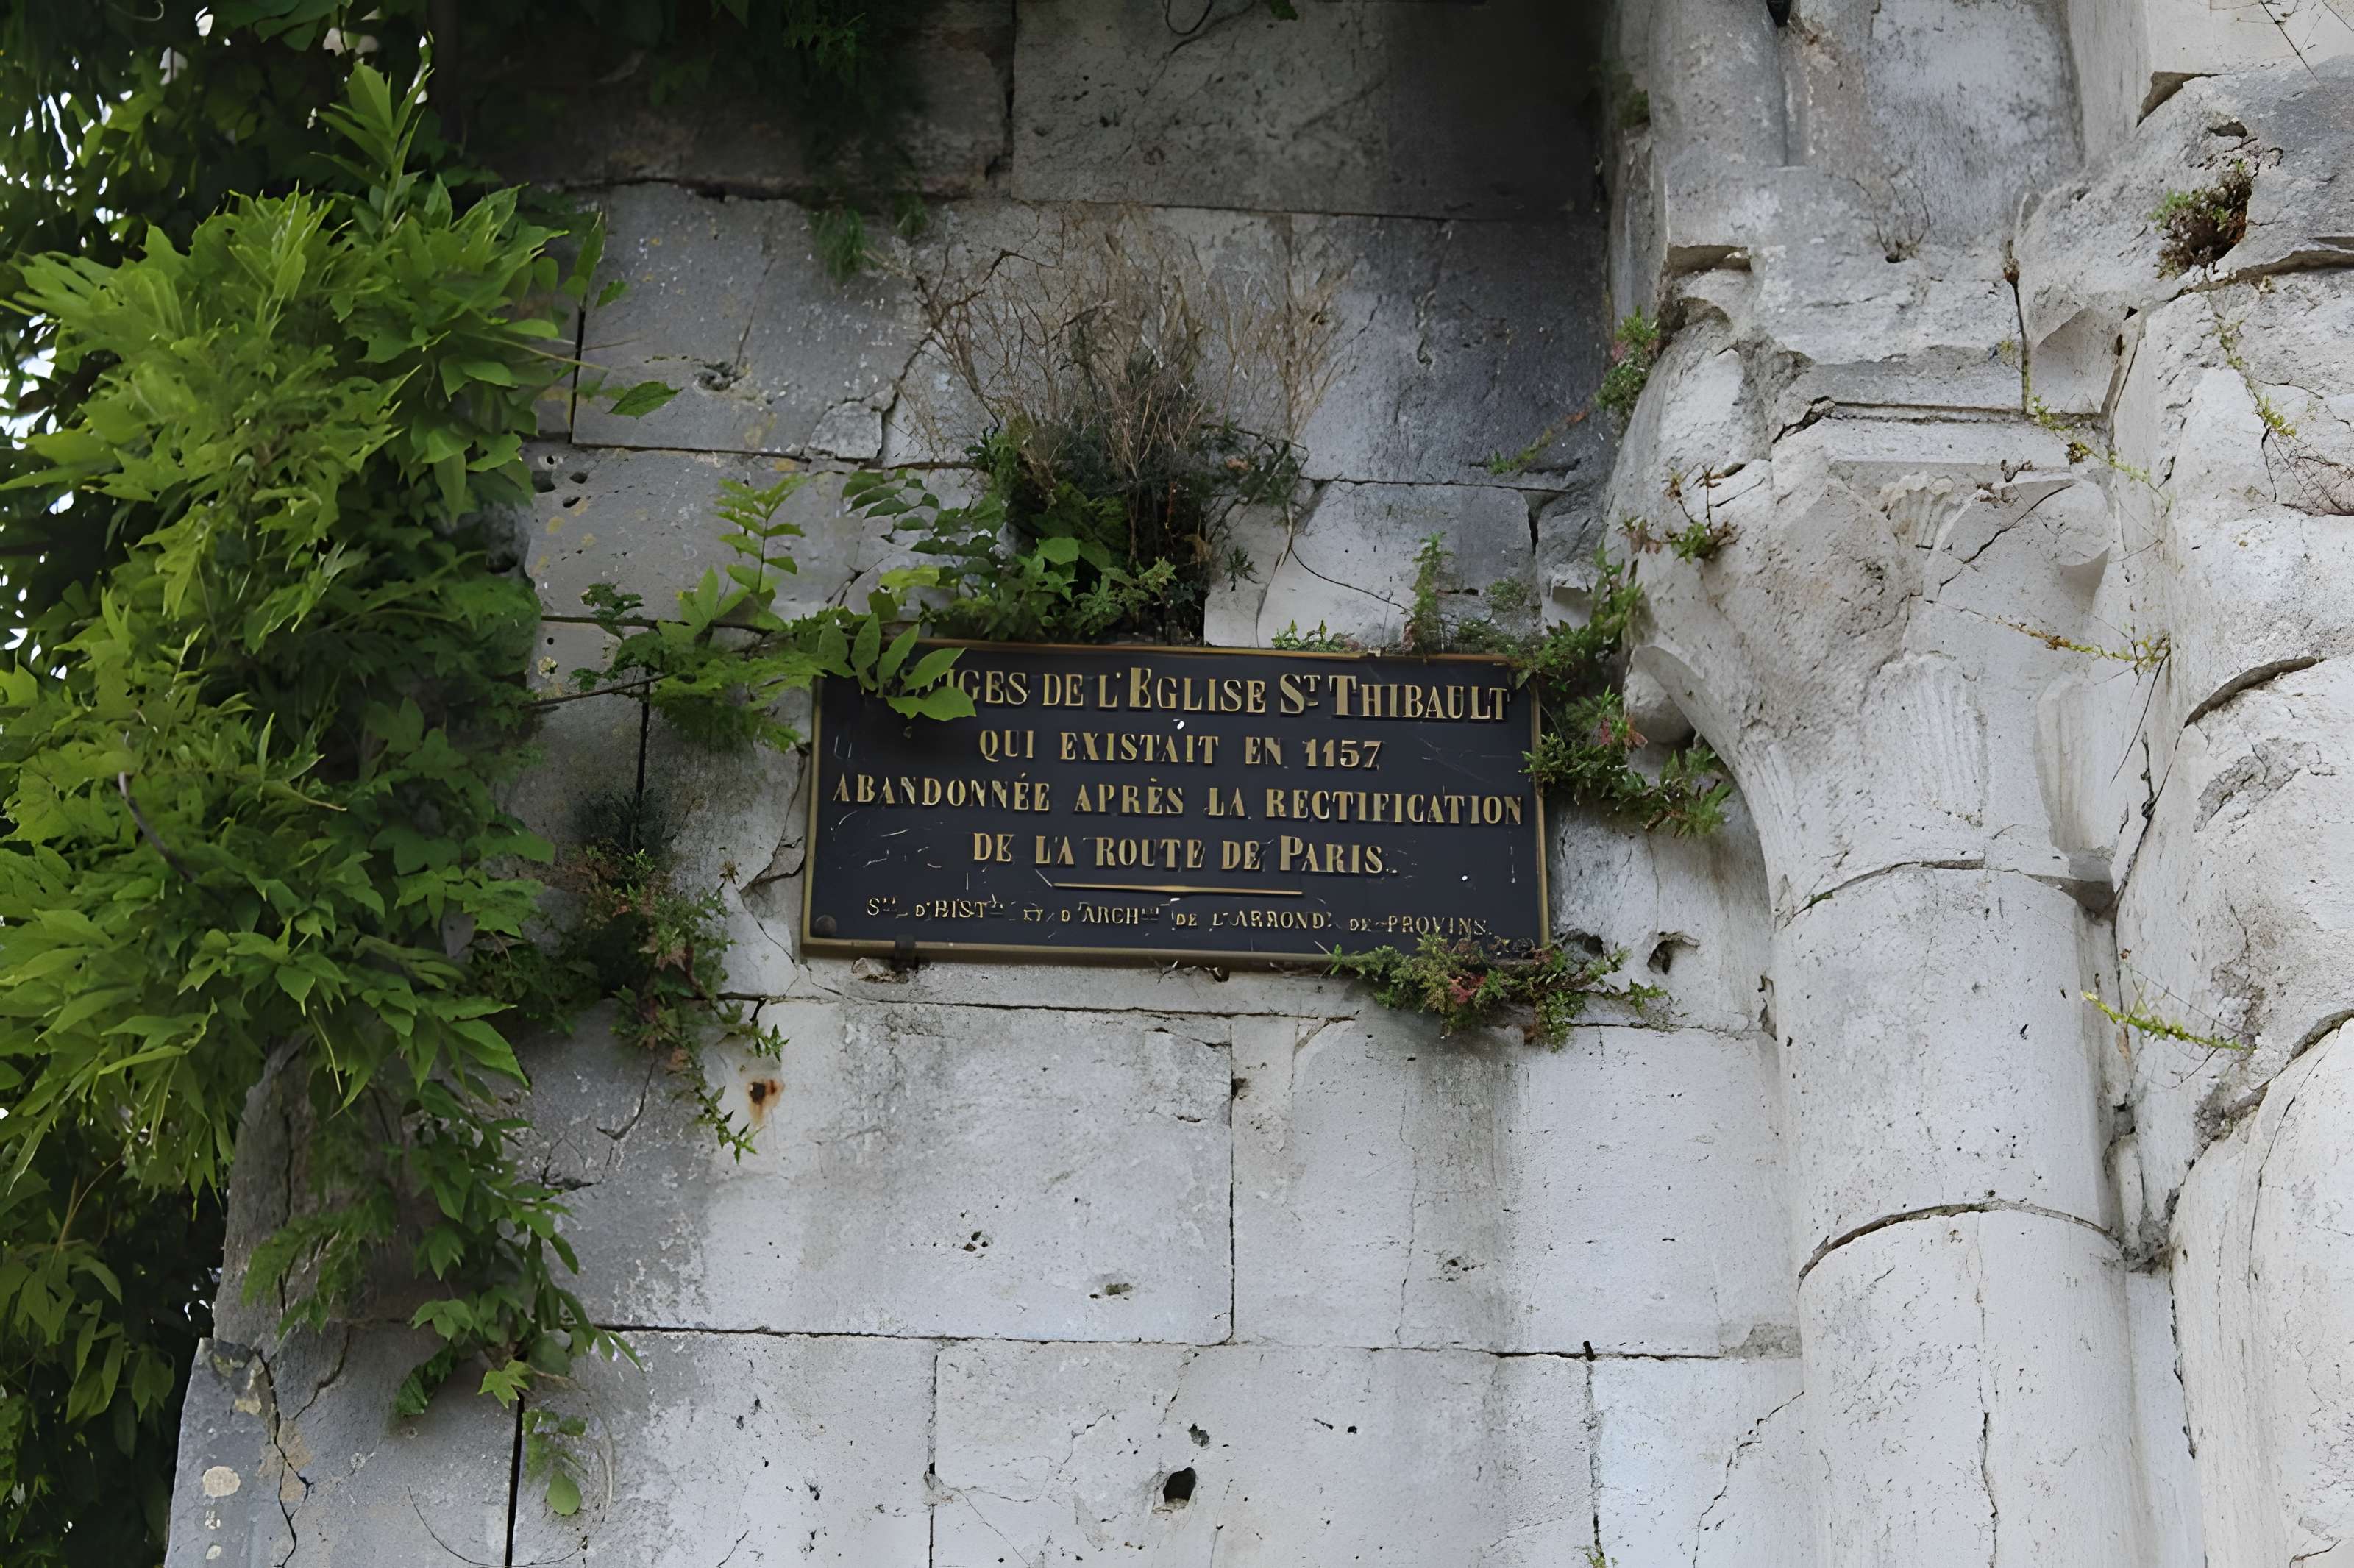 DE L'EGLISE ST THIBAULT
QUI EXISTAIT EN 1157
ABANDONNÉE APRÈS LA RECTIFICATION
DE LA ROUTE DE PARIS.
D'HIST D'ARCH DE L'ARROND. DE PROVINS.